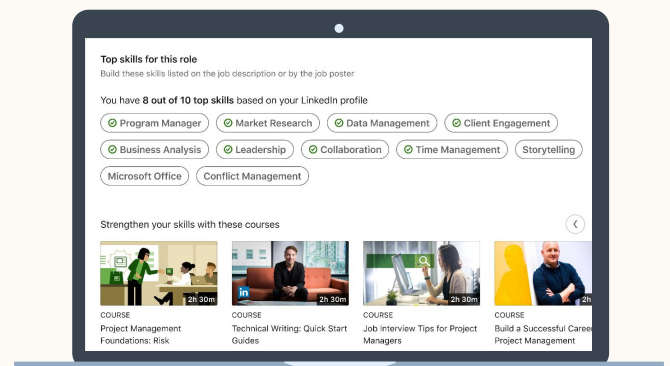 Top skills for this role
Build these skills listed on the job description or by the job poster
You have 8 out of 10 top skills based on your LinkedIn profile
Program Manager Market Research Data Management Client Engagement
Business Analysis Leadership Collaboration Time Management Storytelling
Microsoft Office Conflict Management
Strengthen your skills with these courses
2h 30m in 2h 30m 2h 30m 2h
COURSE COURSE COURSE COURSE
Project Management Technical Writing: Quick Start Job Interview Tips for Project Build a Successful Career
Foundations: Risk Guides Managers Project Management